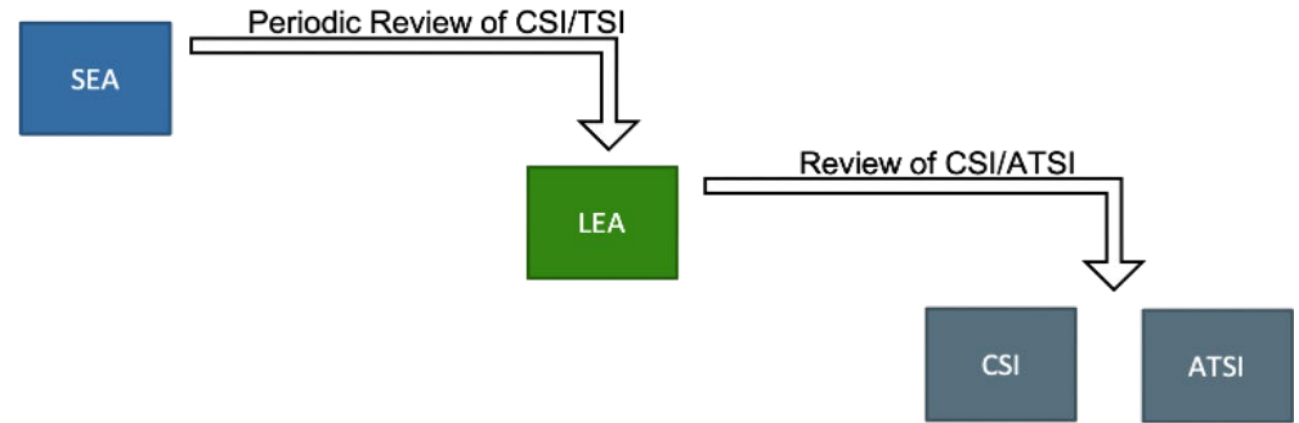 Periodic Review of CSI/TSI
SEA
Review of CSI/ATSI
LEA
CSI
ATSI